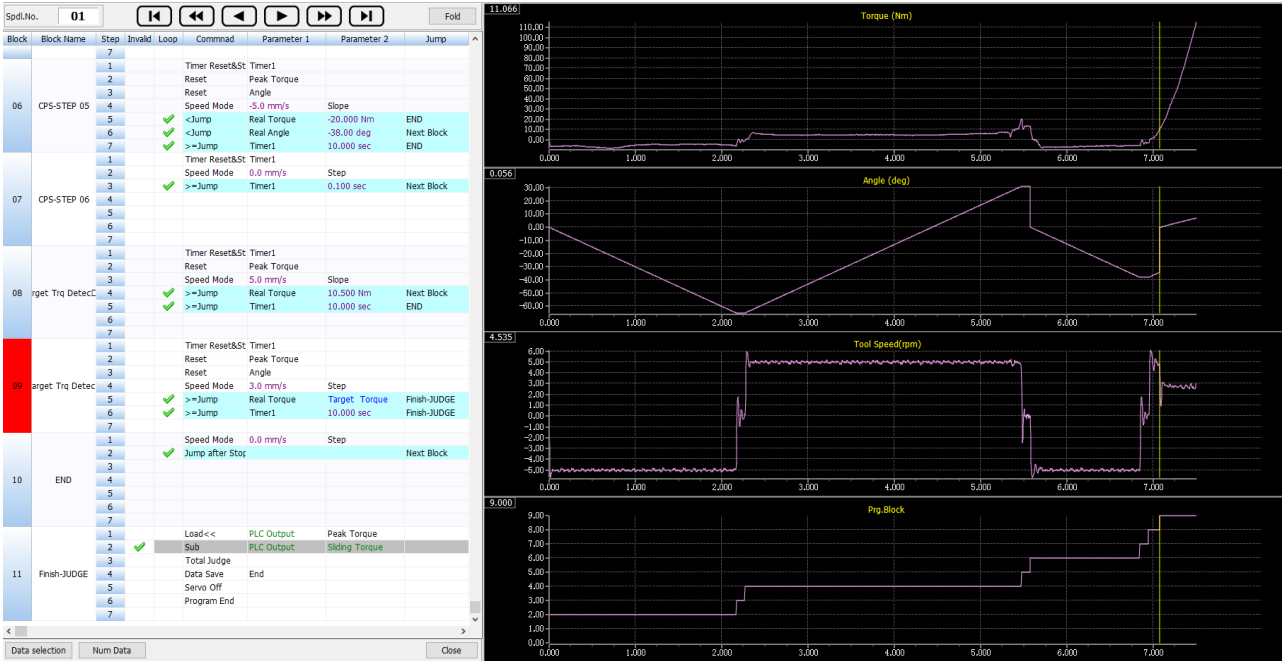 Spdl.No. 01 Fold
Block Block Name Step Invalid Loop Commnad Parameter 1 Parameter 2 Jump
7
1 Timer Reset&St Timer1
2 Reset Peak Torque
3 Reset Angle
06 CPS-STEP 05 4 Speed Mode -5.0 mm/s Slope
5 <Jump Real Torque -20.000 Nm END
6 <Jump Real Angle -38.00 deg Next Block
7 >=Jump Timer1 10.000 sec END
1 Timer Reset&St Timer1
2 Speed Mode 0.0 mm/s Step
3 >=Jump Timer1 0.100 sec Next Block
07 CPS-STEP 06 4
5
6
7
1 Timer Reset&St Timer1
2 Reset Peak Torque
3 Speed Mode 5.0 mm/s Slope
08 rget Trq DetecC 4 >=Jump Real Torque 10.500 Nm Next Block
5 >=Jump Timer1 10.000 sec END
6
7
1 Timer Reset&St Timer1
2 Reset Peak Torque
3 Reset Angle
09 arget Trq Detec 4 Speed Mode 3.0 mm/s Step
5 >=Jump Real Torque Target Torque Finish-JUDGE
6 >=Jump Timer1 10.000 sec Finish-JUDGE
7
1 Speed Mode 0.0 mm/s Step
2 Jump after Stop Next Block
3
10 END 4
5
6
7
1 Load<< PLC Output Peak Torque
2 Sub PLC Output Sliding Torque
3 Total Judge
11 Finish-JUDGE 4 Data Save End
5 Servo Off
6 Program End
7
Data selection Num Data Close
11.066
Torque (Nm)
110.00
100.00
90.00
80.00
70.00
60.00
50.00
40.00
30.00
20.00
10.00
0.00
0.000 1.000 2.000 3.000 4.000 5.000 6.000 7.000
0.056
Angle (deg)
30.00
20.00
10.00
0.00
-10.00
-20.00
-30.00
-40.00
-50.00
-60.00
0.000 1.000 2.000 3.000 4.000 5.000 6.000 7.000
4.535
Tool Speed(rpm)
6.00
5.00
4.00
3.00
2.00
1.00
0.00
-1.00
-2.00
-3.00
-4.00
-5.00
0.000 1.000 2.000 3.000 4.000 5.000 6.000 7.000
9.000
Prg.Block
9.00
8.00
7.00
6.00
5.00
4.00
3.00
2.00
1.00
0.00
0.000 1.000 2.000 3.000 4.000 5.000 6.000 7.000